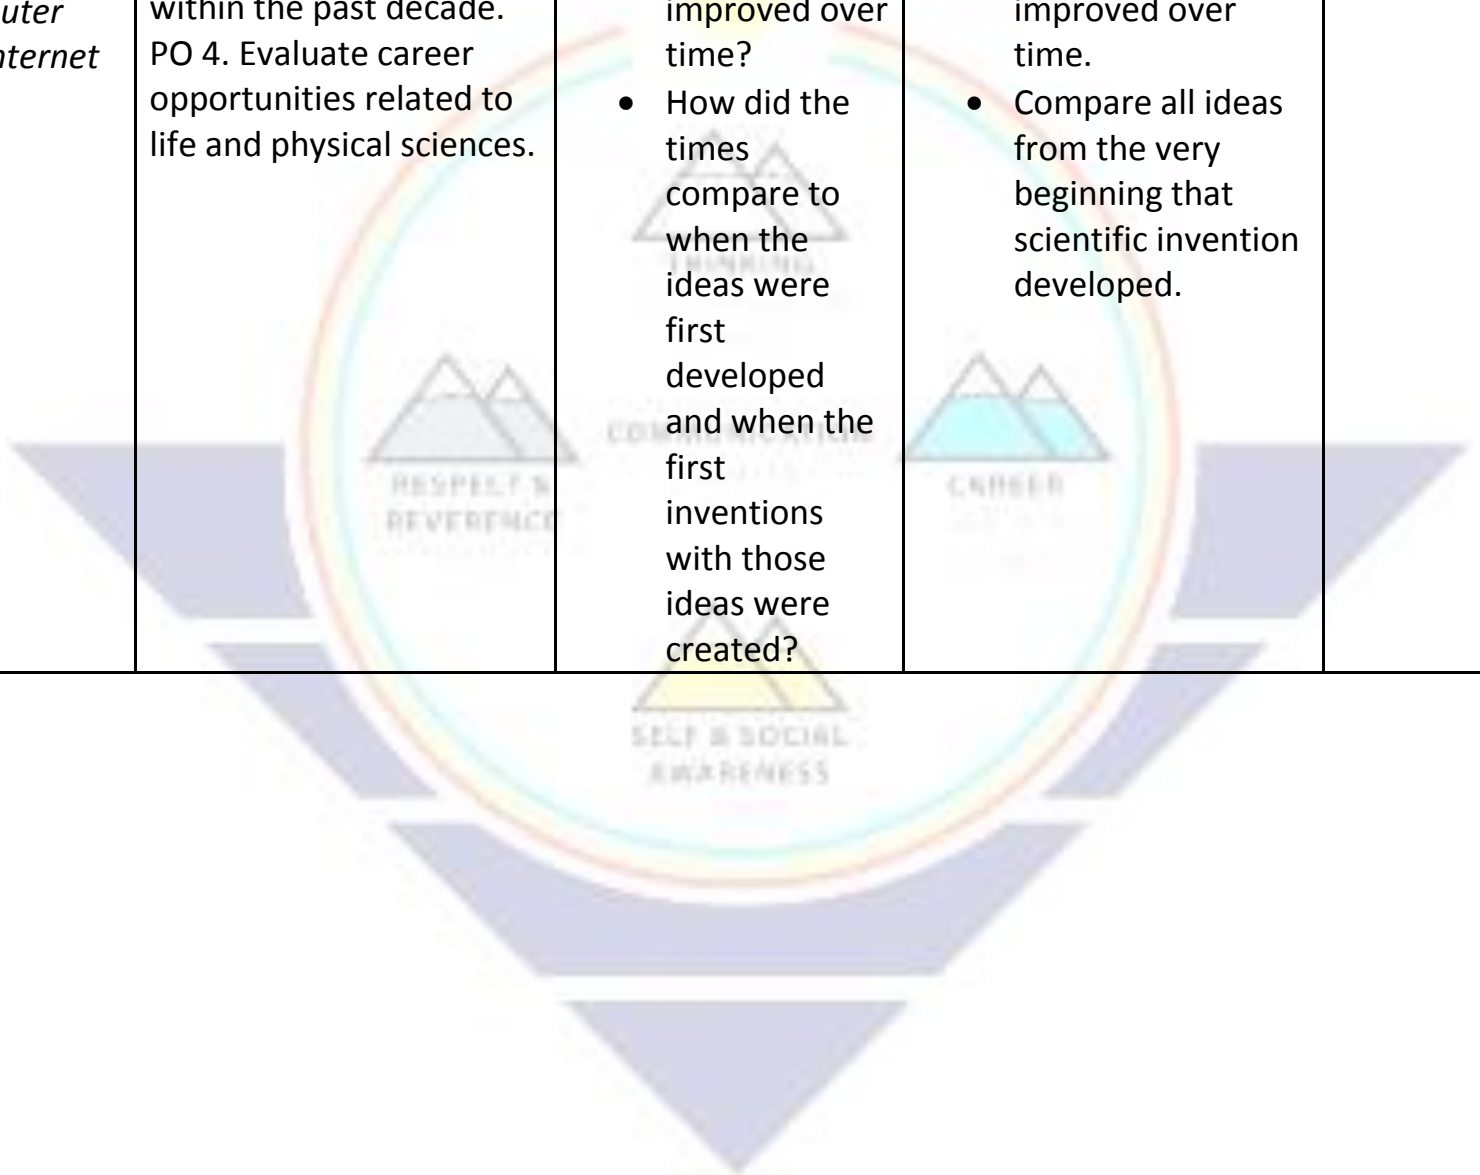 uter
nternet
within the past decade.
PO 4. Evaluate career
opportunities related to
life and physical sciences.
improved over
time?
• How did the
times
compare to
when the
ideas were
first
developed
and when the
first
inventions
with those
ideas were
created?
improved over
time.
• Compare all ideas
from the very
beginning that
scientific invention
developed.
THINKING
COMMUNICATION
RESPECT &
REVERENCE
CAREER
SELF & SOCIAL
AWARENESS